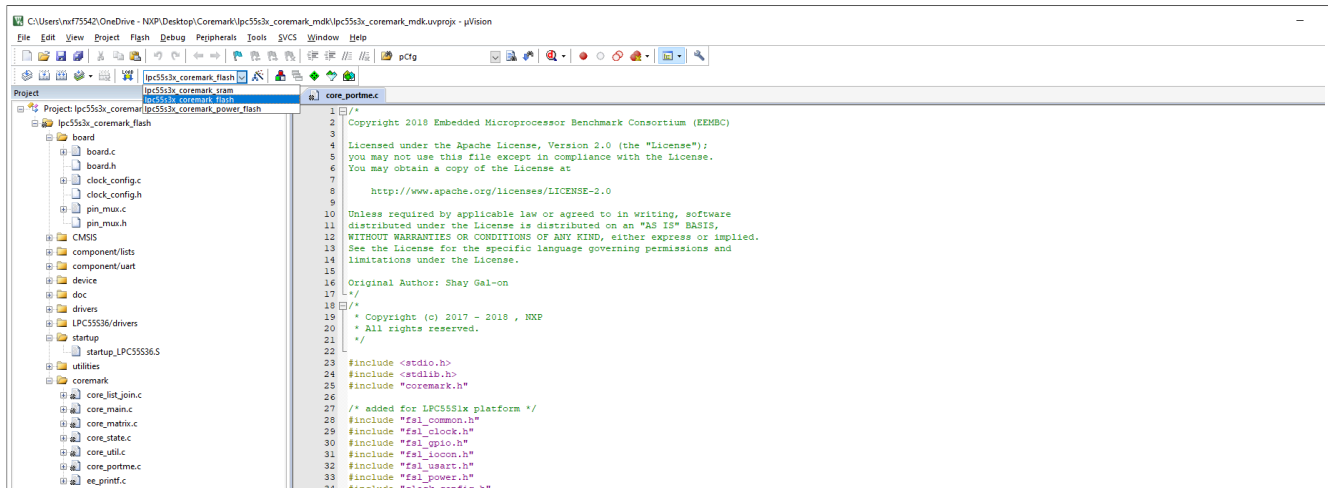 C:\Users\nxf75542\OneDrive - NXP\Desktop\Coremark\lpc55s3x_coremark_mdk\lpc55s3x_coremark_mdk.uvprojx - µVision
File Edit View Project Flash Debug Peripherals Tools SVCS Window Help
pCfg
LOAD
lpc55s3x_coremark_flash
lpc55s3x_coremark_sram
lpc55s3x_coremark_flash
lpc55s3x_coremark_power_flash
Project
Project: lpc55s3x_coremar
lpc55s3x_coremark_flash
board
board.c
board.h
clock_config.c
clock_config.h
pin_mux.c
pin_mux.h
CMSIS
component/lists
component/uart
device
doc
drivers
LPC55S36/drivers
startup
startup_LPC55S36.S
utilities
coremark
core_list_join.c
core_main.c
core_matrix.c
core_state.c
core_util.c
core_portme.c
ee_printf.c
core_portme.c
1 /*
2 Copyright 2018 Embedded Microprocessor Benchmark Consortium (EEMBC)
3
4 Licensed under the Apache License, Version 2.0 (the "License");
5 you may not use this file except in compliance with the License.
6 You may obtain a copy of the License at
7
8 http://www.apache.org/licenses/LICENSE-2.0
9
10 Unless required by applicable law or agreed to in writing, software
11 distributed under the License is distributed on an "AS IS" BASIS,
12 WITHOUT WARRANTIES OR CONDITIONS OF ANY KIND, either express or implied.
13 See the License for the specific language governing permissions and
14 limitations under the License.
15
16 Original Author: Shay Gal-on
17 */
18 /*
19 * Copyright (c) 2017 - 2018 , NXP
20 * All rights reserved.
21 */
22
23 #include <stdio.h>
24 #include <stdlib.h>
25 #include "coremark.h"
26
27 /* added for LPC55S1x platform */
28 #include "fsl_common.h"
29 #include "fsl_clock.h"
30 #include "fsl_gpio.h"
31 #include "fsl_iocon.h"
32 #include "fsl_usart.h"
33 #include "fsl_power.h"
34 #include "clock_config.h"